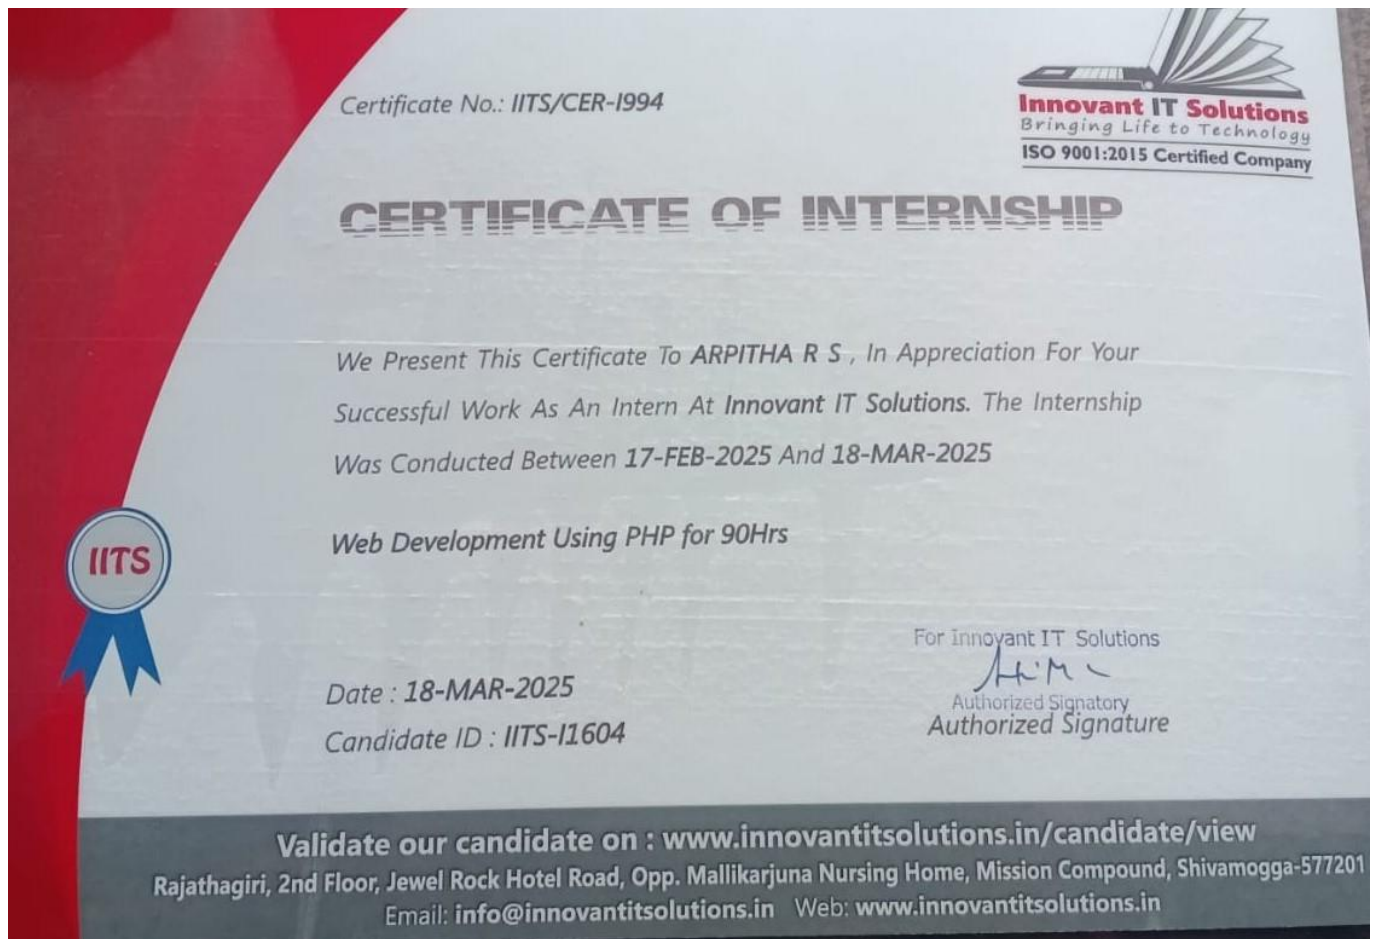 Certificate No.: IITS/CER-I994
Innovant IT Solutions
Bringing Life to Technology
ISO 9001:2015 Certified Company
CERTIFICATE OF INTERNSHIP
We Present This Certificate To ARPITHA R S , In Appreciation For Your
Successful Work As An Intern At Innovant IT Solutions. The Internship
Was Conducted Between 17-FEB-2025 And 18-MAR-2025
Web Development Using PHP for 90Hrs
IITS
For Innovant IT Solutions
Authorized Signatory
Authorized Signature
Date : 18-MAR-2025
Candidate ID : IITS-I1604
Validate our candidate on : www.innovantitsolutions.in/candidate/view
Rajathagiri, 2nd Floor, Jewel Rock Hotel Road, Opp. Mallikarjuna Nursing Home, Mission Compound, Shivamogga-577201
Email: info@innovantitsolutions.in Web: www.innovantitsolutions.in